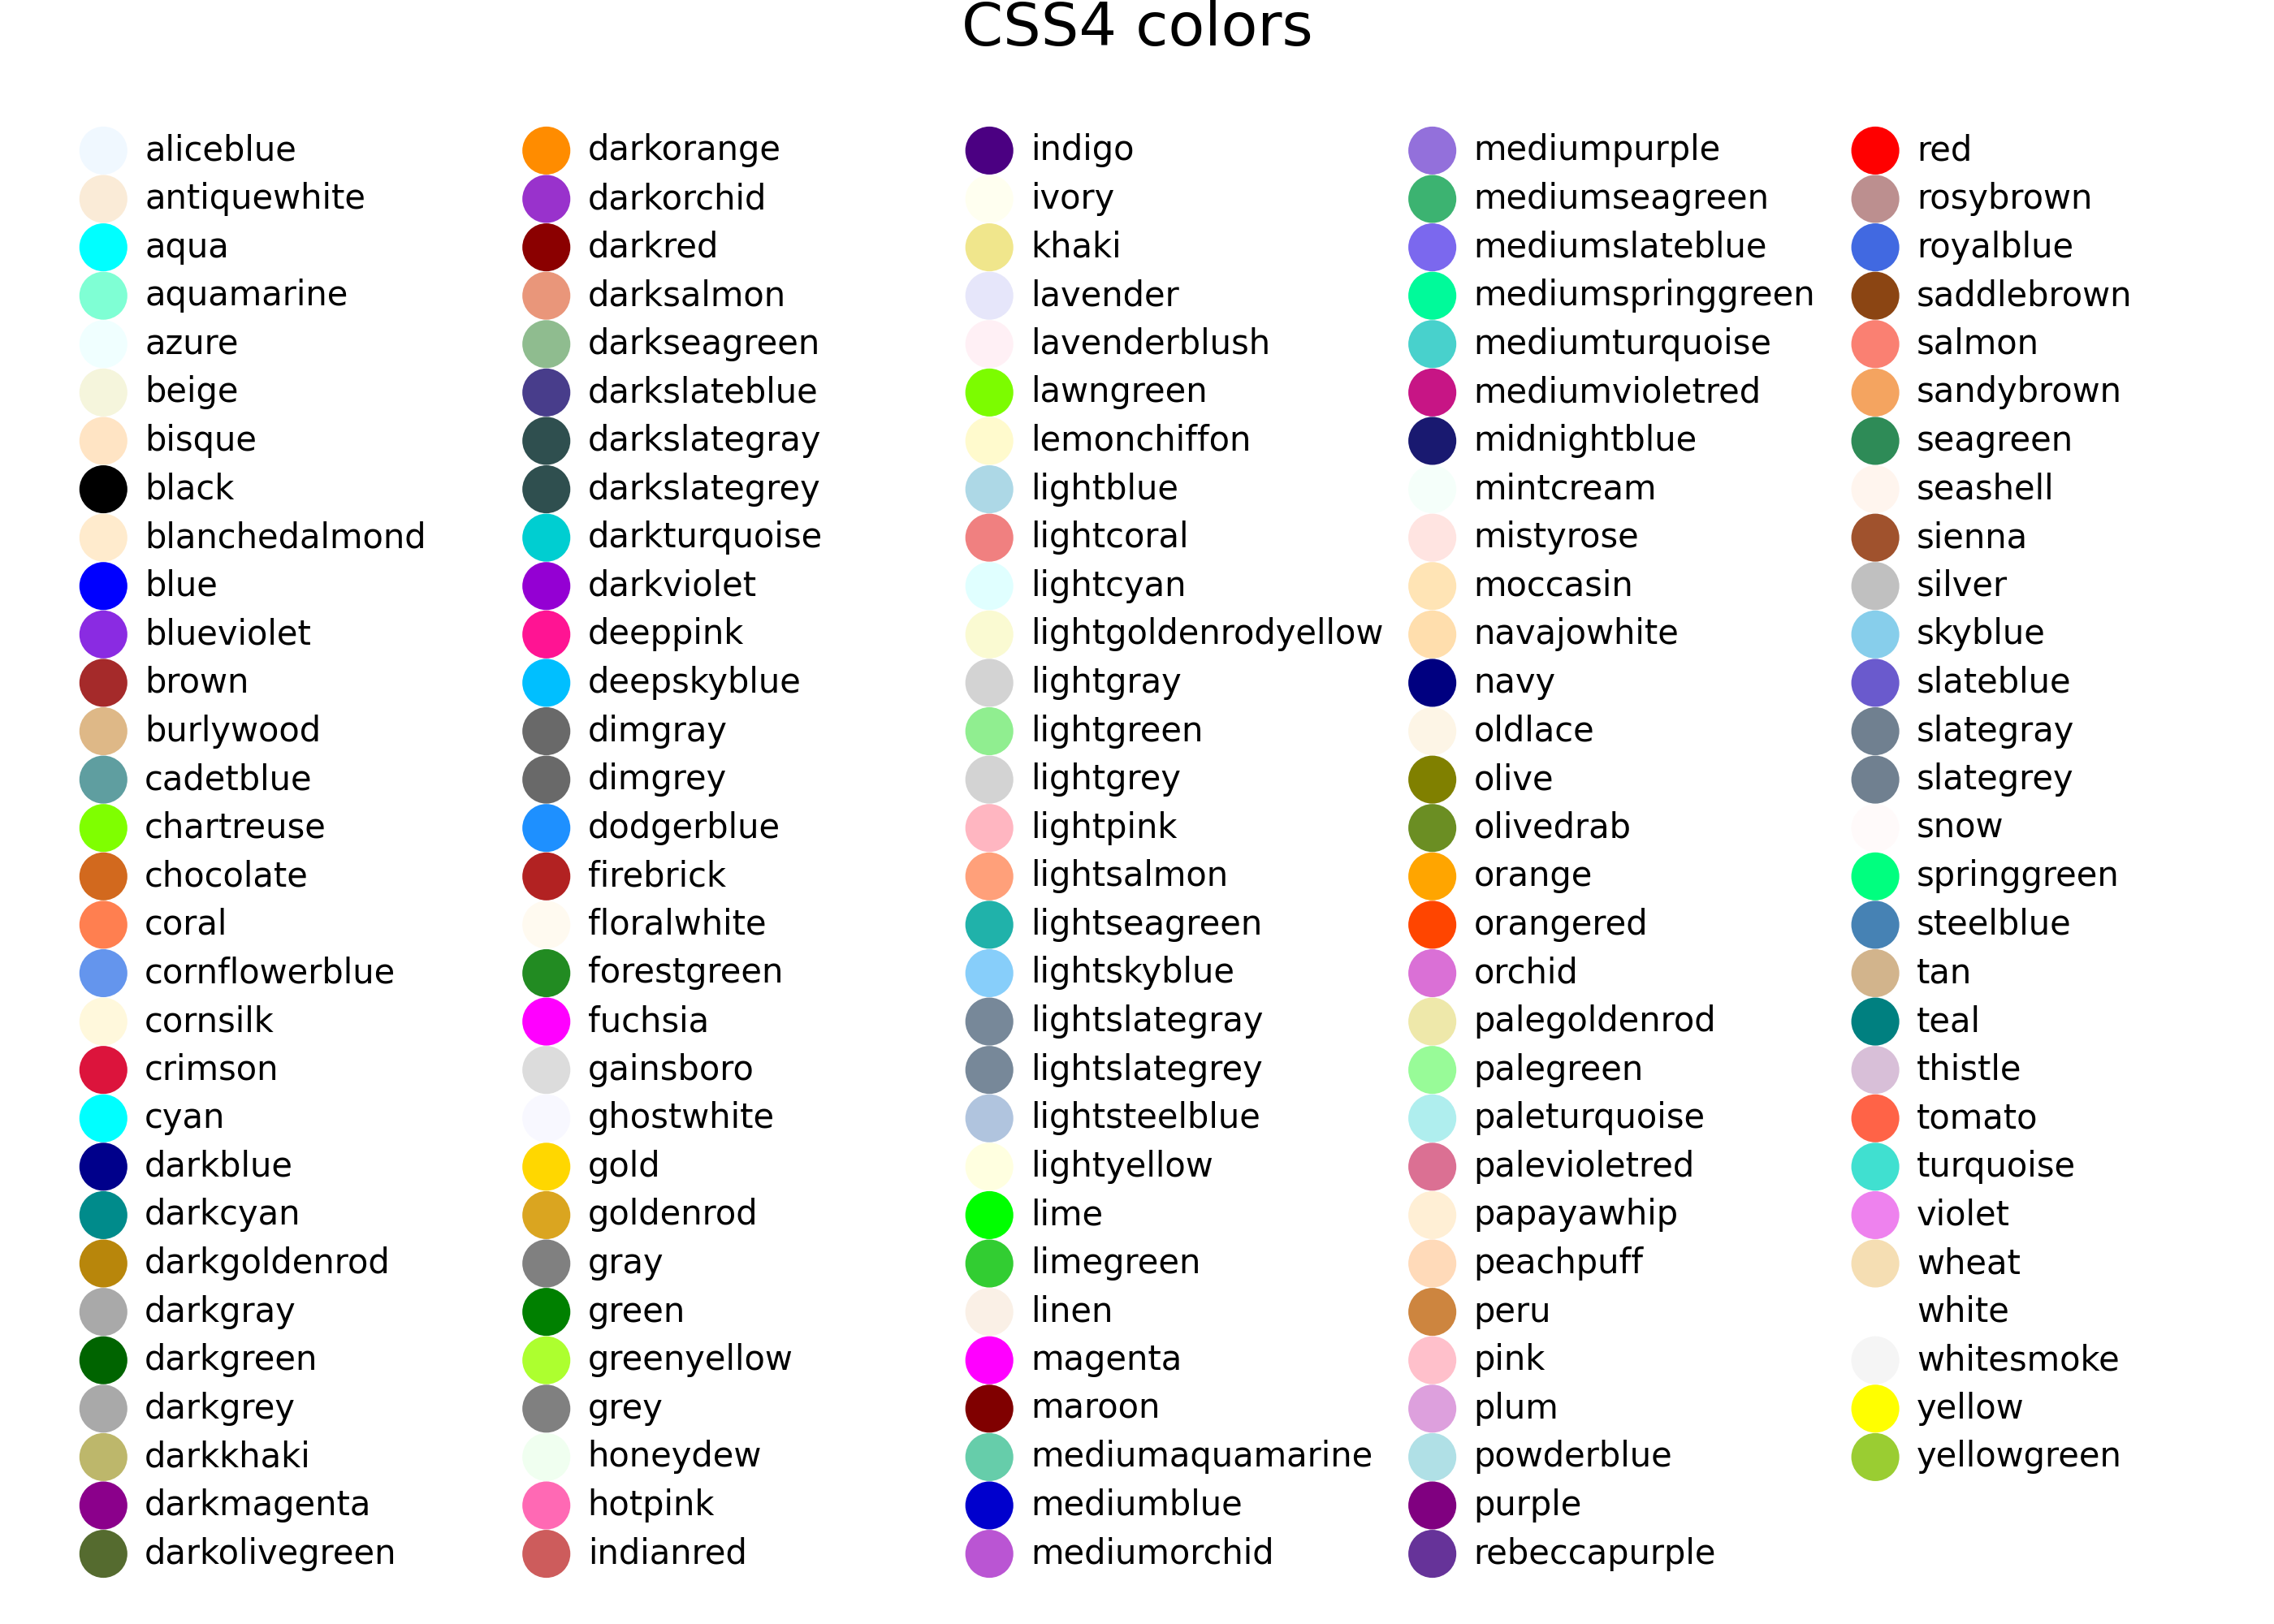 CSS4 colors
aliceblue
antiquewhite
aqua
aquamarine
azure
beige
bisque
black
blanchedalmond
blue
blueviolet
brown
burlywood
cadetblue
chartreuse
chocolate
coral
cornflowerblue
cornsilk
crimson
cyan
darkblue
darkcyan
darkgoldenrod
darkgray
darkgreen
darkgrey
darkkhaki
darkmagenta
darkolivegreen
darkorange
darkorchid
darkred
darksalmon
darkseagreen
darkslateblue
darkslategray
darkslategrey
darkturquoise
darkviolet
deeppink
deepskyblue
dimgray
dimgrey
dodgerblue
firebrick
floralwhite
forestgreen
fuchsia
gainsboro
ghostwhite
gold
goldenrod
gray
green
greenyellow
grey
honeydew
hotpink
indianred
indigo
ivory
khaki
lavender
lavenderblush
lawngreen
lemonchiffon
lightblue
lightcoral
lightcyan
lightgoldenrodyellow
lightgray
lightgreen
lightgrey
lightpink
lightsalmon
lightseagreen
lightskyblue
lightslategray
lightslategrey
lightsteelblue
lightyellow
lime
limegreen
linen
magenta
maroon
mediumaquamarine
mediumblue
mediumorchid
mediumpurple
mediumseagreen
mediumslateblue
mediumspringgreen
mediumturquoise
mediumvioletred
midnightblue
mintcream
mistyrose
moccasin
navajowhite
navy
oldlace
olive
olivedrab
orange
orangered
orchid
palegoldenrod
palegreen
paleturquoise
palevioletred
papayawhip
peachpuff
peru
pink
plum
powderblue
purple
rebeccapurple
red
rosybrown
royalblue
saddlebrown
salmon
sandybrown
seagreen
seashell
sienna
silver
skyblue
slateblue
slategray
slategrey
snow
springgreen
steelblue
tan
teal
thistle
tomato
turquoise
violet
wheat
white
whitesmoke
yellow
yellowgreen